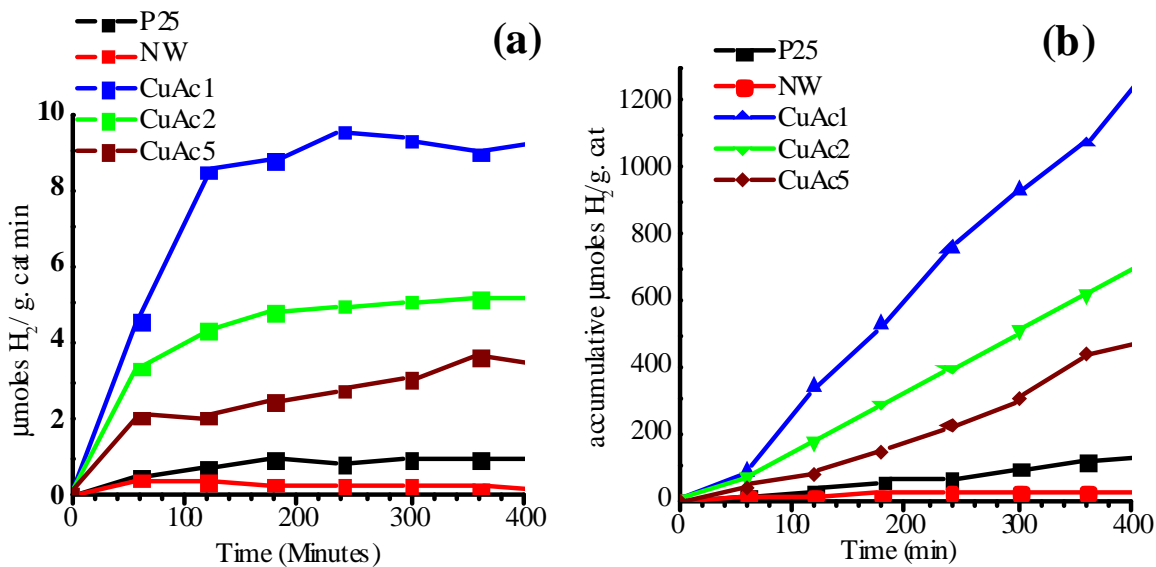 (a)
P25
NW
CuAc1
CuAc2
CuAc5
10
8
6
4
2
0
μmoles H2/ g. cat min
0 100 200 300 400
Time (Minutes)
(b)
P25
NW
CuAc1
CuAc2
CuAc5
1200
1000
800
600
400
200
0
accumulative μmoles H2/g. cat
0 100 200 300 400
Time (min)